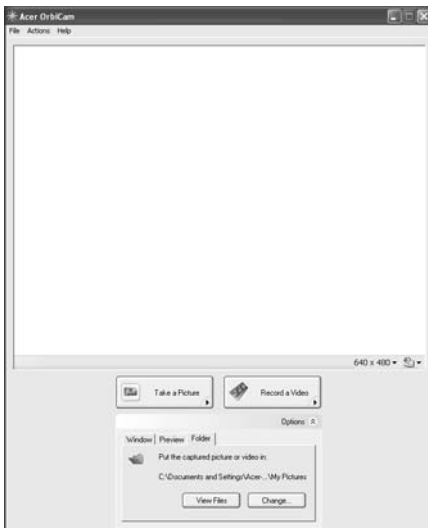 Acer OrbiCam
File Actions Help
640 x 480
Take a Picture Record a Video
Options
Window Preview Folder
Put the captured picture or video in:
C:\Documents and Settings\Acer-...\My Pictures
View Files Change...